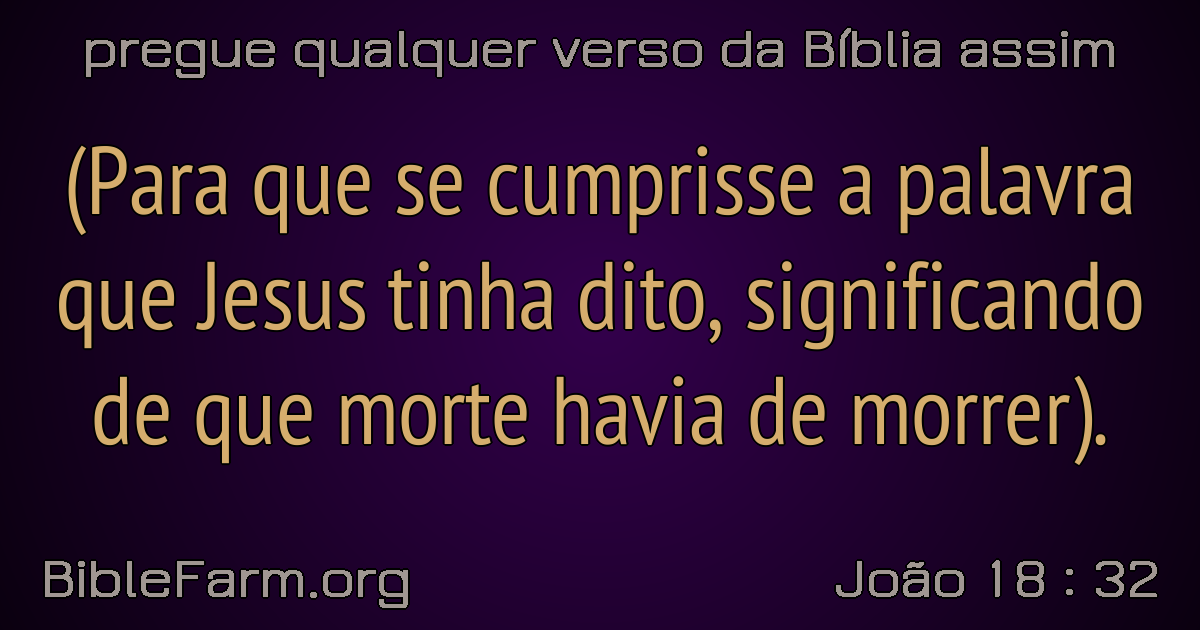 pregue qualquer verso da Bíblia assim
(Para que se cumprisse a palavra
que Jesus tinha dito, significando
de que morte havia de morrer).
BibleFarm.org
João 18 : 32